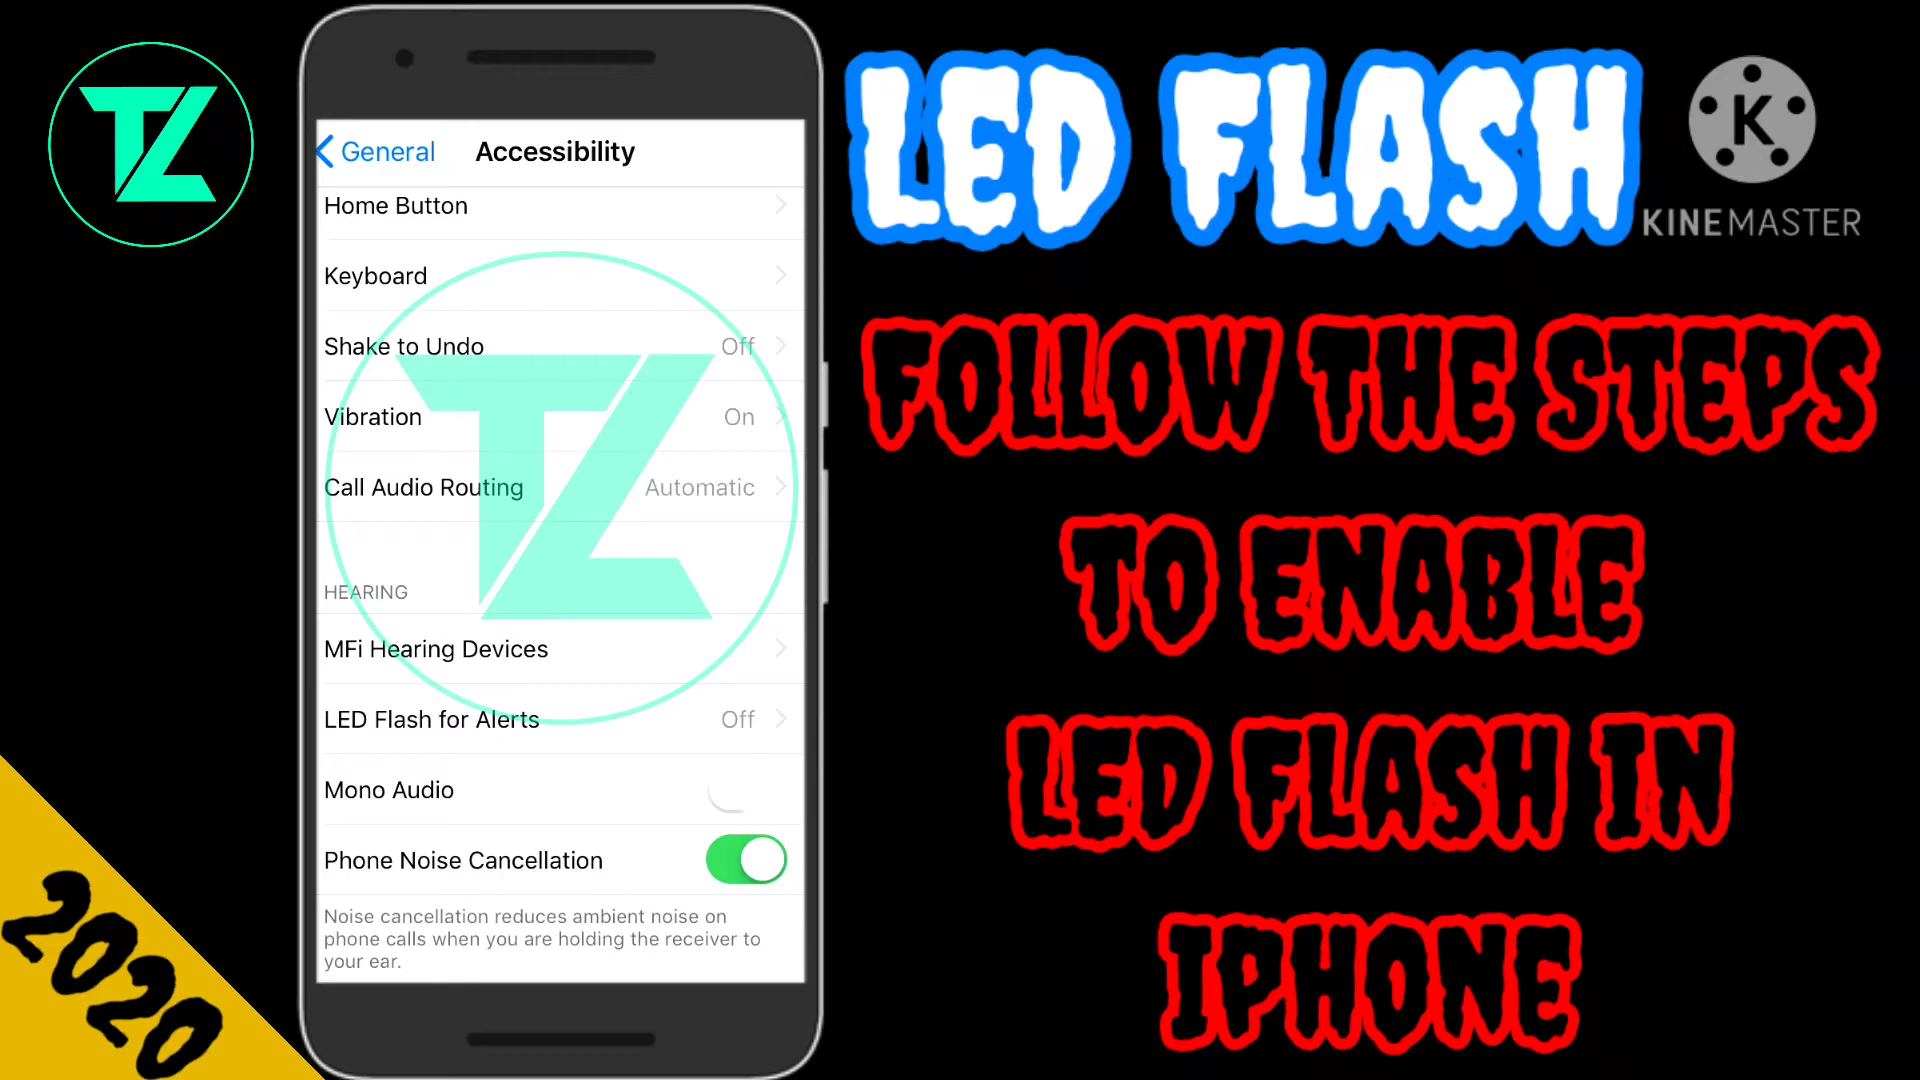 TZ
General
Accessibility
Home Button
Keyboard
Shake to Undo Off
Vibration On
Call Audio Routing Automatic
HEARING
MFi Hearing Devices
LED Flash for Alerts Off
Mono Audio
Phone Noise Cancellation
Noise cancellation reduces ambient noise on
phone calls when you are holding the receiver to
your ear.
TZ
2020
LED FLASH
K
KINEMASTER
FOLLOW THE STEPS
TO ENABLE
LED FLASH IN
IPHONE